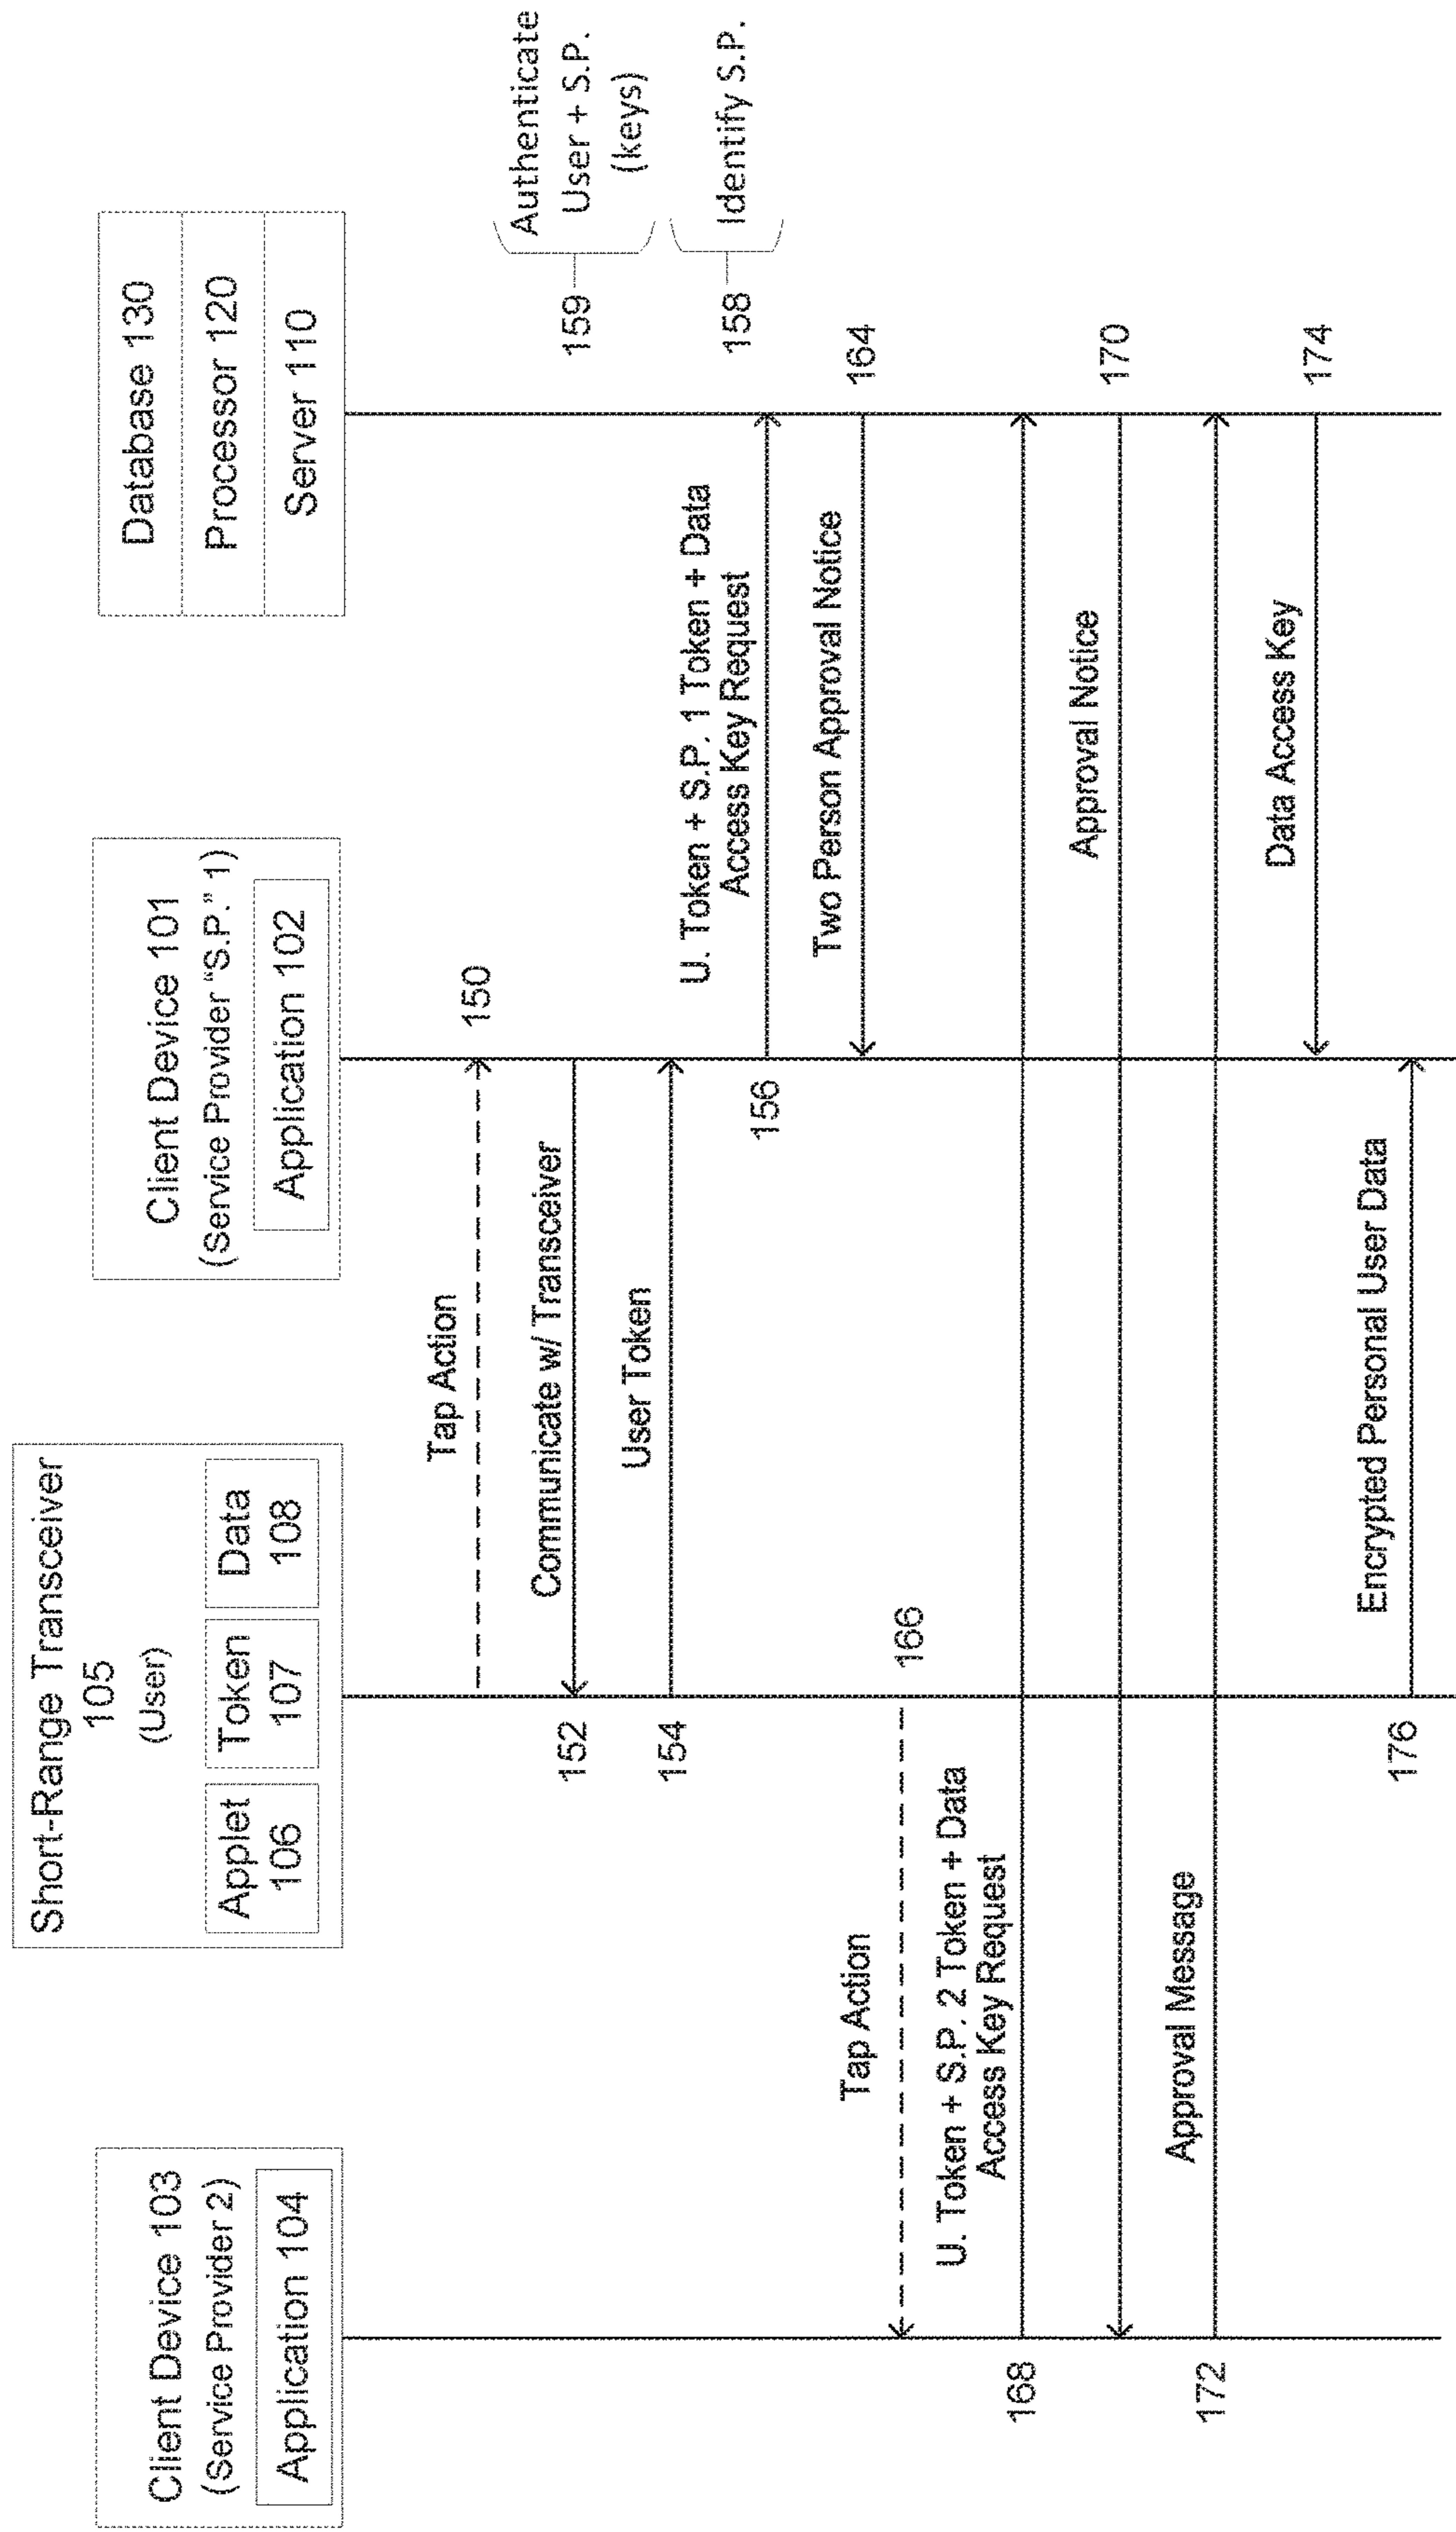 Client Device 103
(Service Provider 2)
Application 104
Short-Range Transceiver
105
(User)
Applet
106
Token
107
Data
108
Client Device 101
(Service Provider “S.P.” 1)
Application 102
Database 130
Processor 120
Server 110
Tap Action
150
152
Communicate w/ Transceiver
154
User Token
159
Authenticate
User + S.P.
(keys)
158
Identify S.P.
156
U. Token + S.P. 1 Token + Data
Access Key Request
Two Person Approval Notice
164
Tap Action
166
168
U. Token + S.P. 2 Token + Data
Access Key Request
Approval Notice
170
172
Approval Message
Data Access Key
174
176
Encrypted Personal User Data